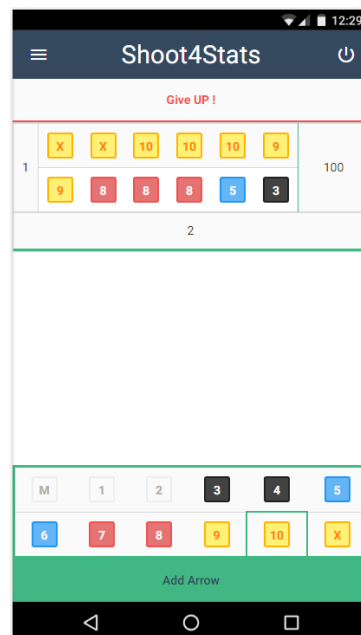 12:29
Shoot4Stats
Give UP !
X X 10 10 10 9
1 100
9 8 8 8 5 3
2
M 1 2 3 4 5
6 7 8 9 10 X
Add Arrow